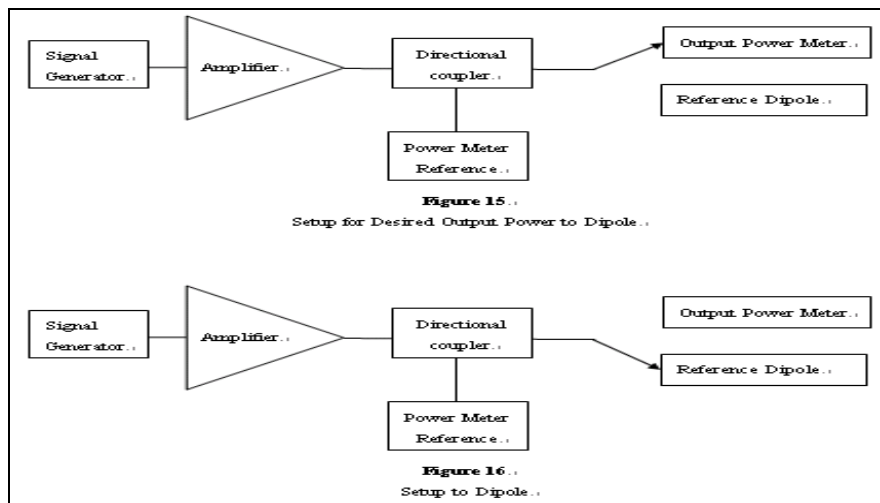 Output Power Meter
Signal
Generator
Amplifier
Directional
coupler
Reference Dipole
Power Meter
Reference
Figure 15
Setup for Desired Output Power to Dipole
Output Power Meter
Signal
Generator
Amplifier
Directional
coupler
Reference Dipole
Power Meter
Reference
Figure 16
Setup to Dipole